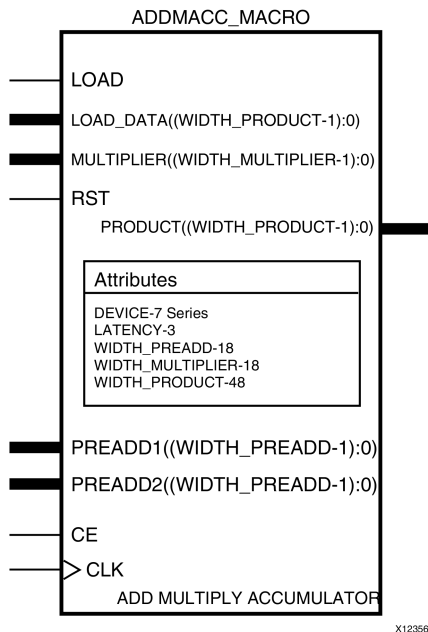 ADDMACC_MACRO
LOAD
LOAD_DATA((WIDTH_PRODUCT-1):0)
MULTIPLIER((WIDTH_MULTIPLIER-1):0)
RST
PRODUCT((WIDTH_PRODUCT-1):0)
Attributes
DEVICE-7 Series
LATENCY-3
WIDTH_PREADD-18
WIDTH_MULTIPLIER-18
WIDTH_PRODUCT-48
PREADD1((WIDTH_PREADD-1):0)
PREADD2((WIDTH_PREADD-1):0)
CE
CLK
ADD MULTIPLY ACCUMULATOR
X12356